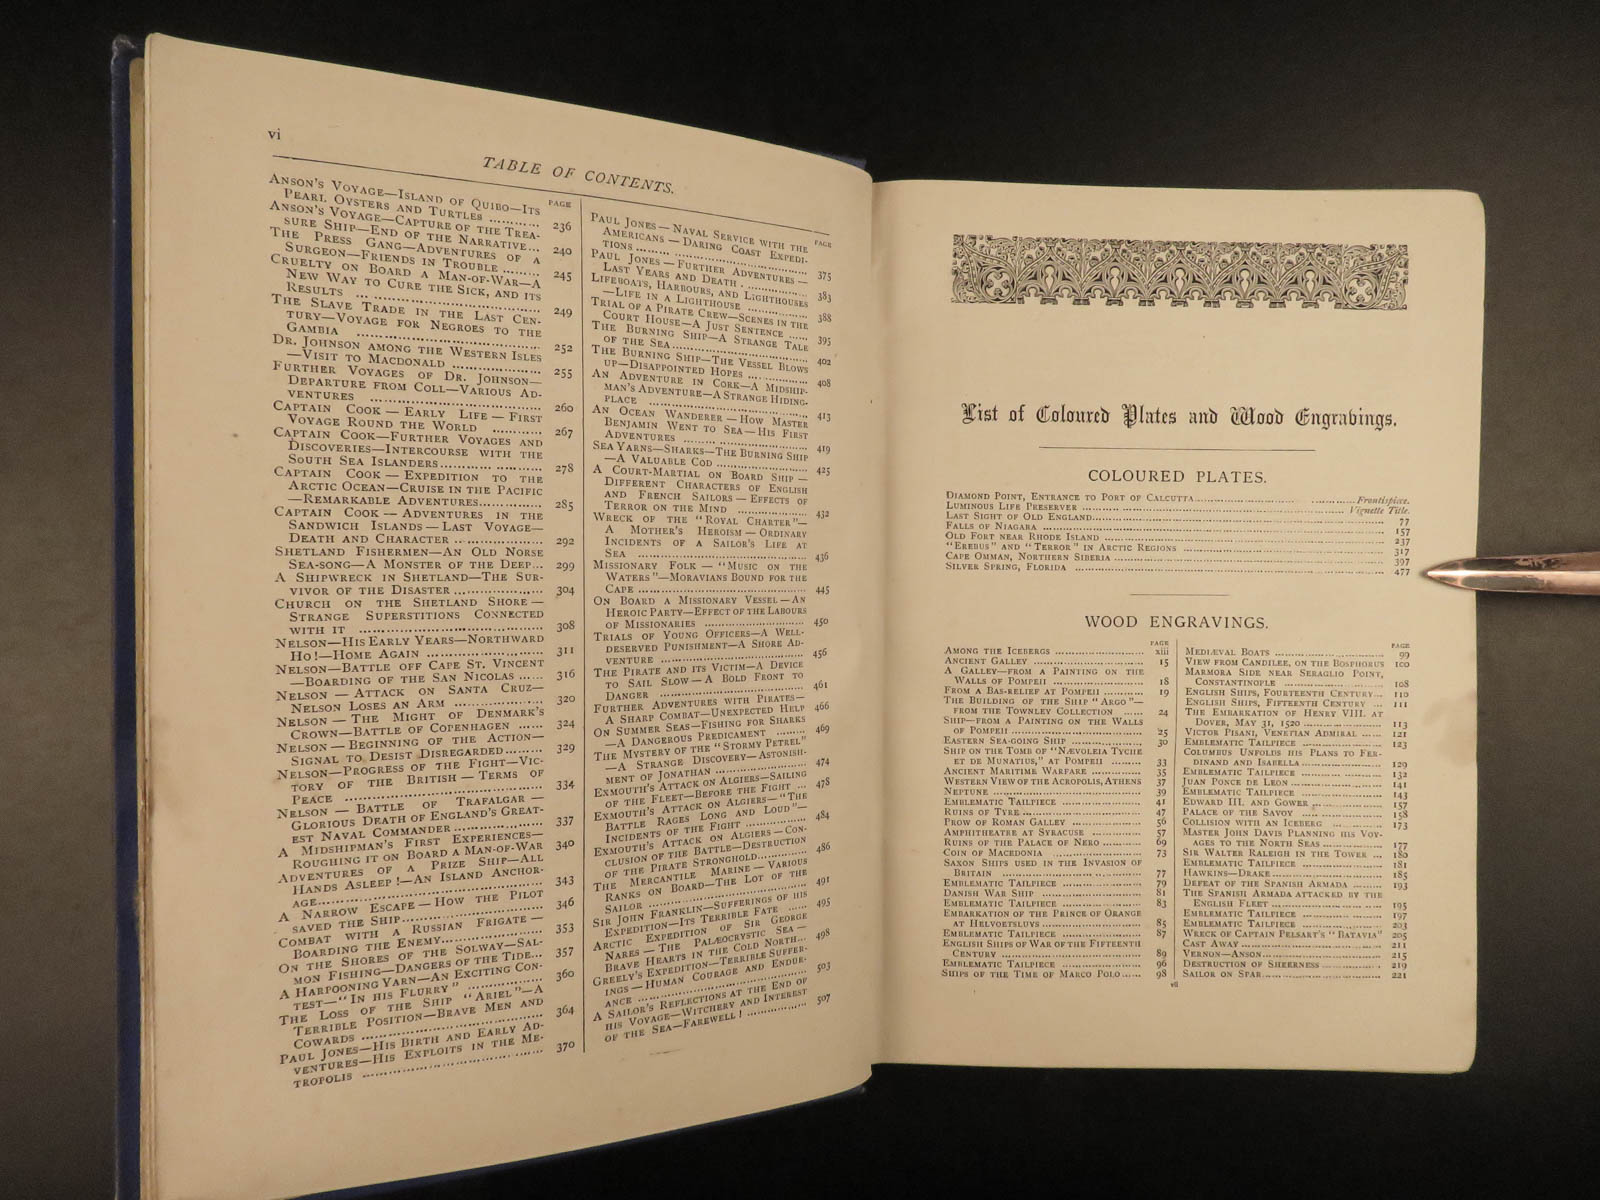 vi
TABLE OF CONTENTS.
PAGE
ANSON'S VOYAGE—ISLAND OF QUIBO—ITS
PEARL OYSTERS AND TURTLES ........... 236
ANSON'S VOYAGE—CAPTURE OF THE TREA-
SURE SHIP—END OF THE NARRATIVE... 240
THE PRESS GANG—ADVENTURES OF A
SURGEON—FRIENDS IN TROUBLE ........ 245
CRUELTY ON BOARD A MAN-OF-WAR—A
NEW WAY TO CURE THE SICK, AND ITS
RESULTS ........ 249
THE SLAVE TRADE IN THE LAST CEN-
TURY—VOYAGE FOR NEGROES TO THE
GAMBIA ........ 252
DR. JOHNSON AMONG THE WESTERN ISLES
—VISIT TO MACDONALD ........ 255
FURTHER VOYAGES OF DR. JOHNSON—
DEPARTURE FROM COLL—VARIOUS AD-
VENTURES ........ 260
CAPTAIN COOK — EARLY LIFE — FIRST
VOYAGE ROUND THE WORLD ........ 267
CAPTAIN COOK—FURTHER VOYAGES AND
DISCOVERIES—INTERCOURSE WITH THE
SOUTH SEA ISLANDERS........ 278
CAPTAIN COOK — EXPEDITION TO THE
ARCTIC OCEAN—CRUISE IN THE PACIFIC
—REMARKABLE ADVENTURES........ 285
CAPTAIN COOK — ADVENTURES IN THE
SANDWICH ISLANDS — LAST VOYAGE—
DEATH AND CHARACTER ........ 292
SHETLAND FISHERMEN—AN OLD NORSE
SEA-SONG—A MONSTER OF THE DEEP... 299
A SHIPWRECK IN SHETLAND—THE SUR-
VIVOR OF THE DISASTER ........ 304
CHURCH ON THE SHETLAND SHORE —
STRANGE SUPERSTITIONS CONNECTED
WITH IT ........ 308
NELSON—HIS EARLY YEARS—NORTHWARD
HO!—HOME AGAIN ........ 311
NELSON—BATTLE OFF CAPE ST. VINCENT
—BOARDING OF THE SAN NICOLAS ...... 316
NELSON — ATTACK ON SANTA CRUZ—
NELSON LOSES AN ARM ........ 320
NELSON — THE MIGHT OF DENMARK'S
CROWN—BATTLE OF COPENHAGEN ...... 324
NELSON — BEGINNING OF THE ACTION—
SIGNAL TO DESIST DISREGARDED......... 329
NELSON—PROGRESS OF THE FIGHT—VIC-
TORY OF THE BRITISH — TERMS OF
PEACE ........ 334
NELSON — BATTLE OF TRAFALGAR —
GLORIOUS DEATH OF ENGLAND'S GREAT-
EST NAVAL COMMANDER ........ 337
A MIDSHIPMAN'S FIRST EXPERIENCES—
ROUGHING IT ON BOARD A MAN-OF-WAR 340
ADVENTURES OF A PRIZE SHIP—ALL
HANDS ASLEEP!—AN ISLAND ANCHOR-
AGE........ 343
A NARROW ESCAPE — HOW THE PILOT
SAVED THE SHIP........ 346
COMBAT WITH A RUSSIAN FRIGATE —
BOARDING THE ENEMY........ 353
ON THE SHORES OF THE SOLWAY—SAL-
MON FISHING—DANGERS OF THE TIDE... 357
A HARPOONING YARN—AN EXCITING CON-
TEST—"IN HIS FLURRY" ........ 360
THE LOSS OF THE SHIP "ARIEL"—A
TERRIBLE POSITION—BRAVE MEN AND
COWARDS ........ 364
PAUL JONES—HIS BIRTH AND EARLY AD-
VENTURES—HIS EXPLOITS IN THE ME-
TROPOLIS ........ 370
PAGE
PAUL JONES — NAVAL SERVICE WITH THE
AMERICANS — DARING COAST EXPEDI-
TIONS ........ 375
PAUL JONES — FURTHER ADVENTURES —
LAST YEARS AND DEATH ........ 383
LIFEBOATS, HARBOURS, AND LIGHTHOUSES
—LIFE IN A LIGHTHOUSE ........ 388
TRIAL OF A PIRATE CREW—SCENES IN THE
COURT HOUSE—A JUST SENTENCE ...... 395
THE BURNING SHIP—A STRANGE TALE
OF THE SEA........ 402
THE BURNING SHIP—THE VESSEL BLOWS
UP—DISAPPOINTED HOPES ........ 408
AN ADVENTURE IN CORK—A MIDSHIP-
MAN'S ADVENTURE—A STRANGE HIDING-
PLACE ........ 413
AN OCEAN WANDERER — HOW MASTER
BENJAMIN WENT TO SEA — HIS FIRST
ADVENTURES ........ 419
SEA YARNS—SHARKS—THE BURNING SHIP
—A VALUABLE COD ........ 425
A COURT-MARTIAL ON BOARD SHIP —
DIFFERENT CHARACTERS OF ENGLISH
AND FRENCH SAILORS — EFFECTS OF
TERROR ON THE MIND ........ 432
WRECK OF THE "ROYAL CHARTER"—
A MOTHER'S HEROISM — ORDINARY
INCIDENTS OF A SAILOR'S LIFE AT
SEA ........ 436
MISSIONARY FOLK — "MUSIC ON THE
WATERS"—MORAVIANS BOUND FOR THE
CAPE ........ 445
ON BOARD A MISSIONARY VESSEL — AN
HEROIC PARTY—EFFECT OF THE LABOURS
OF MISSIONARIES ........ 450
TRIALS OF YOUNG OFFICERS—A WELL-
DESERVED PUNISHMENT—A SHORE AD-
VENTURE ........ 456
THE PIRATE AND ITS VICTIM—A DEVICE
TO SAIL SLOW — A BOLD FRONT TO
DANGER ........ 461
FURTHER ADVENTURES WITH PIRATES—
A SHARP COMBAT—UNEXPECTED HELP 466
ON SUMMER SEAS—FISHING FOR SHARKS
—A DANGEROUS PREDICAMENT ........ 469
THE MYSTERY OF THE "STORMY PETREL"
—A STRANGE DISCOVERY—ASTONISH-
MENT OF JONATHAN ........ 474
EXMOUTH'S ATTACK ON ALGIERS—SAILING
OF THE FLEET—BEFORE THE FIGHT ... 478
EXMOUTH'S ATTACK ON ALGIERS—"THE
BATTLE RAGES LONG AND LOUD"—
INCIDENTS OF THE FIGHT ........ 484
EXMOUTH'S ATTACK ON ALGIERS — CON-
CLUSION OF THE BATTLE—DESTRUCTION
OF THE PIRATE STRONGHOLD........ 486
THE MERCANTILE MARINE — VARIOUS
RANKS ON BOARD—THE LOT OF THE
SAILOR ........ 491
SIR JOHN FRANKLIN—SUFFERINGS OF HIS
EXPEDITION—ITS TERRIBLE FATE ...... 495
ARCTIC EXPEDITION OF SIR GEORGE
NARES — THE PALÆOCRYSTIC SEA —
BRAVE HEARTS IN THE COLD NORTH... 498
GREELY'S EXPEDITION—TERRIBLE SUFFER-
INGS — HUMAN COURAGE AND ENDUR-
ANCE ........ 503
A SAILOR'S REFLECTIONS AT THE END OF
HIS VOYAGE—WITCHERY AND INTEREST
OF THE SEA—FAREWELL! ........ 507
List of Coloured Plates and Wood Engravings.
COLOURED PLATES.
DIAMOND POINT, ENTRANCE TO PORT OF CALCUTTA........ Frontispiece.
LUMINOUS LIFE PRESERVER ........ Vignette Title.
LAST SIGHT OF OLD ENGLAND........ 77
FALLS OF NIAGARA ........ 157
OLD FORT NEAR RHODE ISLAND ........ 237
"EREBUS" AND "TERROR" IN ARCTIC REGIONS ........ 317
CAPE OMMAN, NORTHERN SIBERIA ........ 397
SILVER SPRING, FLORIDA ........ 477
WOOD ENGRAVINGS.
PAGE
AMONG THE ICEBERGS ........ xiii
ANCIENT GALLEY ........ 15
A GALLEY—FROM A PAINTING ON THE
WALLS OF POMPEII ........ 18
FROM A BAS-RELIEF AT POMPEII ........ 19
THE BUILDING OF THE SHIP "ARGO"—
FROM THE TOWNLEY COLLECTION ...... 24
SHIP—FROM A PAINTING ON THE WALLS
OF POMPEII ........ 25
EASTERN SEA-GOING SHIP ........ 30
SHIP ON THE TOMB OF "NÆVOLEIA TYCHE
ET DE MUNATIUS," AT POMPEII ........ 33
ANCIENT MARITIME WARFARE ........ 35
WESTERN VIEW OF THE ACROPOLIS, ATHENS 37
NEPTUNE ........ 39
EMBLEMATIC TAILPIECE ........ 41
RUINS OF TYRE........ 47
PROW OF ROMAN GALLEY ........ 56
AMPHITHEATRE AT SYRACUSE ........ 57
RUINS OF THE PALACE OF NERO ........ 69
COIN OF MACEDONIA ........ 73
SAXON SHIPS USED IN THE INVASION OF
BRITAIN ........ 77
EMBLEMATIC TAILPIECE ........ 79
DANISH WAR SHIP ........ 81
EMBLEMATIC TAILPIECE ........ 83
EMBARKATION OF THE PRINCE OF ORANGE
AT HELVOETSLUYS ........ 85
EMBLEMATIC TAILPIECE ........ 87
ENGLISH SHIPS OF WAR OF THE FIFTEENTH
CENTURY ........ 89
EMBLEMATIC TAILPIECE ........ 96
SHIPS OF THE TIME OF MARCO POLO...... 98
PAGE
MEDIÆVAL BOATS ........ 99
VIEW FROM CANDILEE, ON THE BOSPHORUS 100
MARMORA SIDE NEAR SERAGLIO POINT,
CONSTANTINOPLE ........ 108
ENGLISH SHIPS, FOURTEENTH CENTURY... 110
ENGLISH SHIPS, FIFTEENTH CENTURY ... 111
THE EMBARKATION OF HENRY VIII. AT
DOVER, MAY 31, 1520 ........ 113
VICTOR PISANI, VENETIAN ADMIRAL ...... 121
EMBLEMATIC TAILPIECE ........ 123
COLUMBUS UNFOLDS HIS PLANS TO FER-
DINAND AND ISABELLA........ 129
EMBLEMATIC TAILPIECE ........ 132
JUAN PONCE DE LEON ........ 141
EMBLEMATIC TAILPIECE ........ 143
EDWARD III. AND GOWER ........ 157
PALACE OF THE SAVOY ........ 158
COLLISION WITH AN ICEBERG ........ 173
MASTER JOHN DAVIS PLANNING HIS VOY-
AGES TO THE NORTH SEAS ........ 177
SIR WALTER RALEIGH IN THE TOWER ... 180
EMBLEMATIC TAILPIECE ........ 181
HAWKINS—DRAKE........ 185
DEFEAT OF THE SPANISH ARMADA ........ 193
THE SPANISH ARMADA ATTACKED BY THE
ENGLISH FLEET ........ 195
EMBLEMATIC TAILPIECE ........ 197
EMBLEMATIC TAILPIECE ........ 203
WRECK OF CAPTAIN PELSART'S "BATAVIA" 205
CAST AWAY ........ 211
VERNON—ANSON........ 215
DESTRUCTION OF SHEERNESS ........ 219
SAILOR ON SPAR........ 221
vii